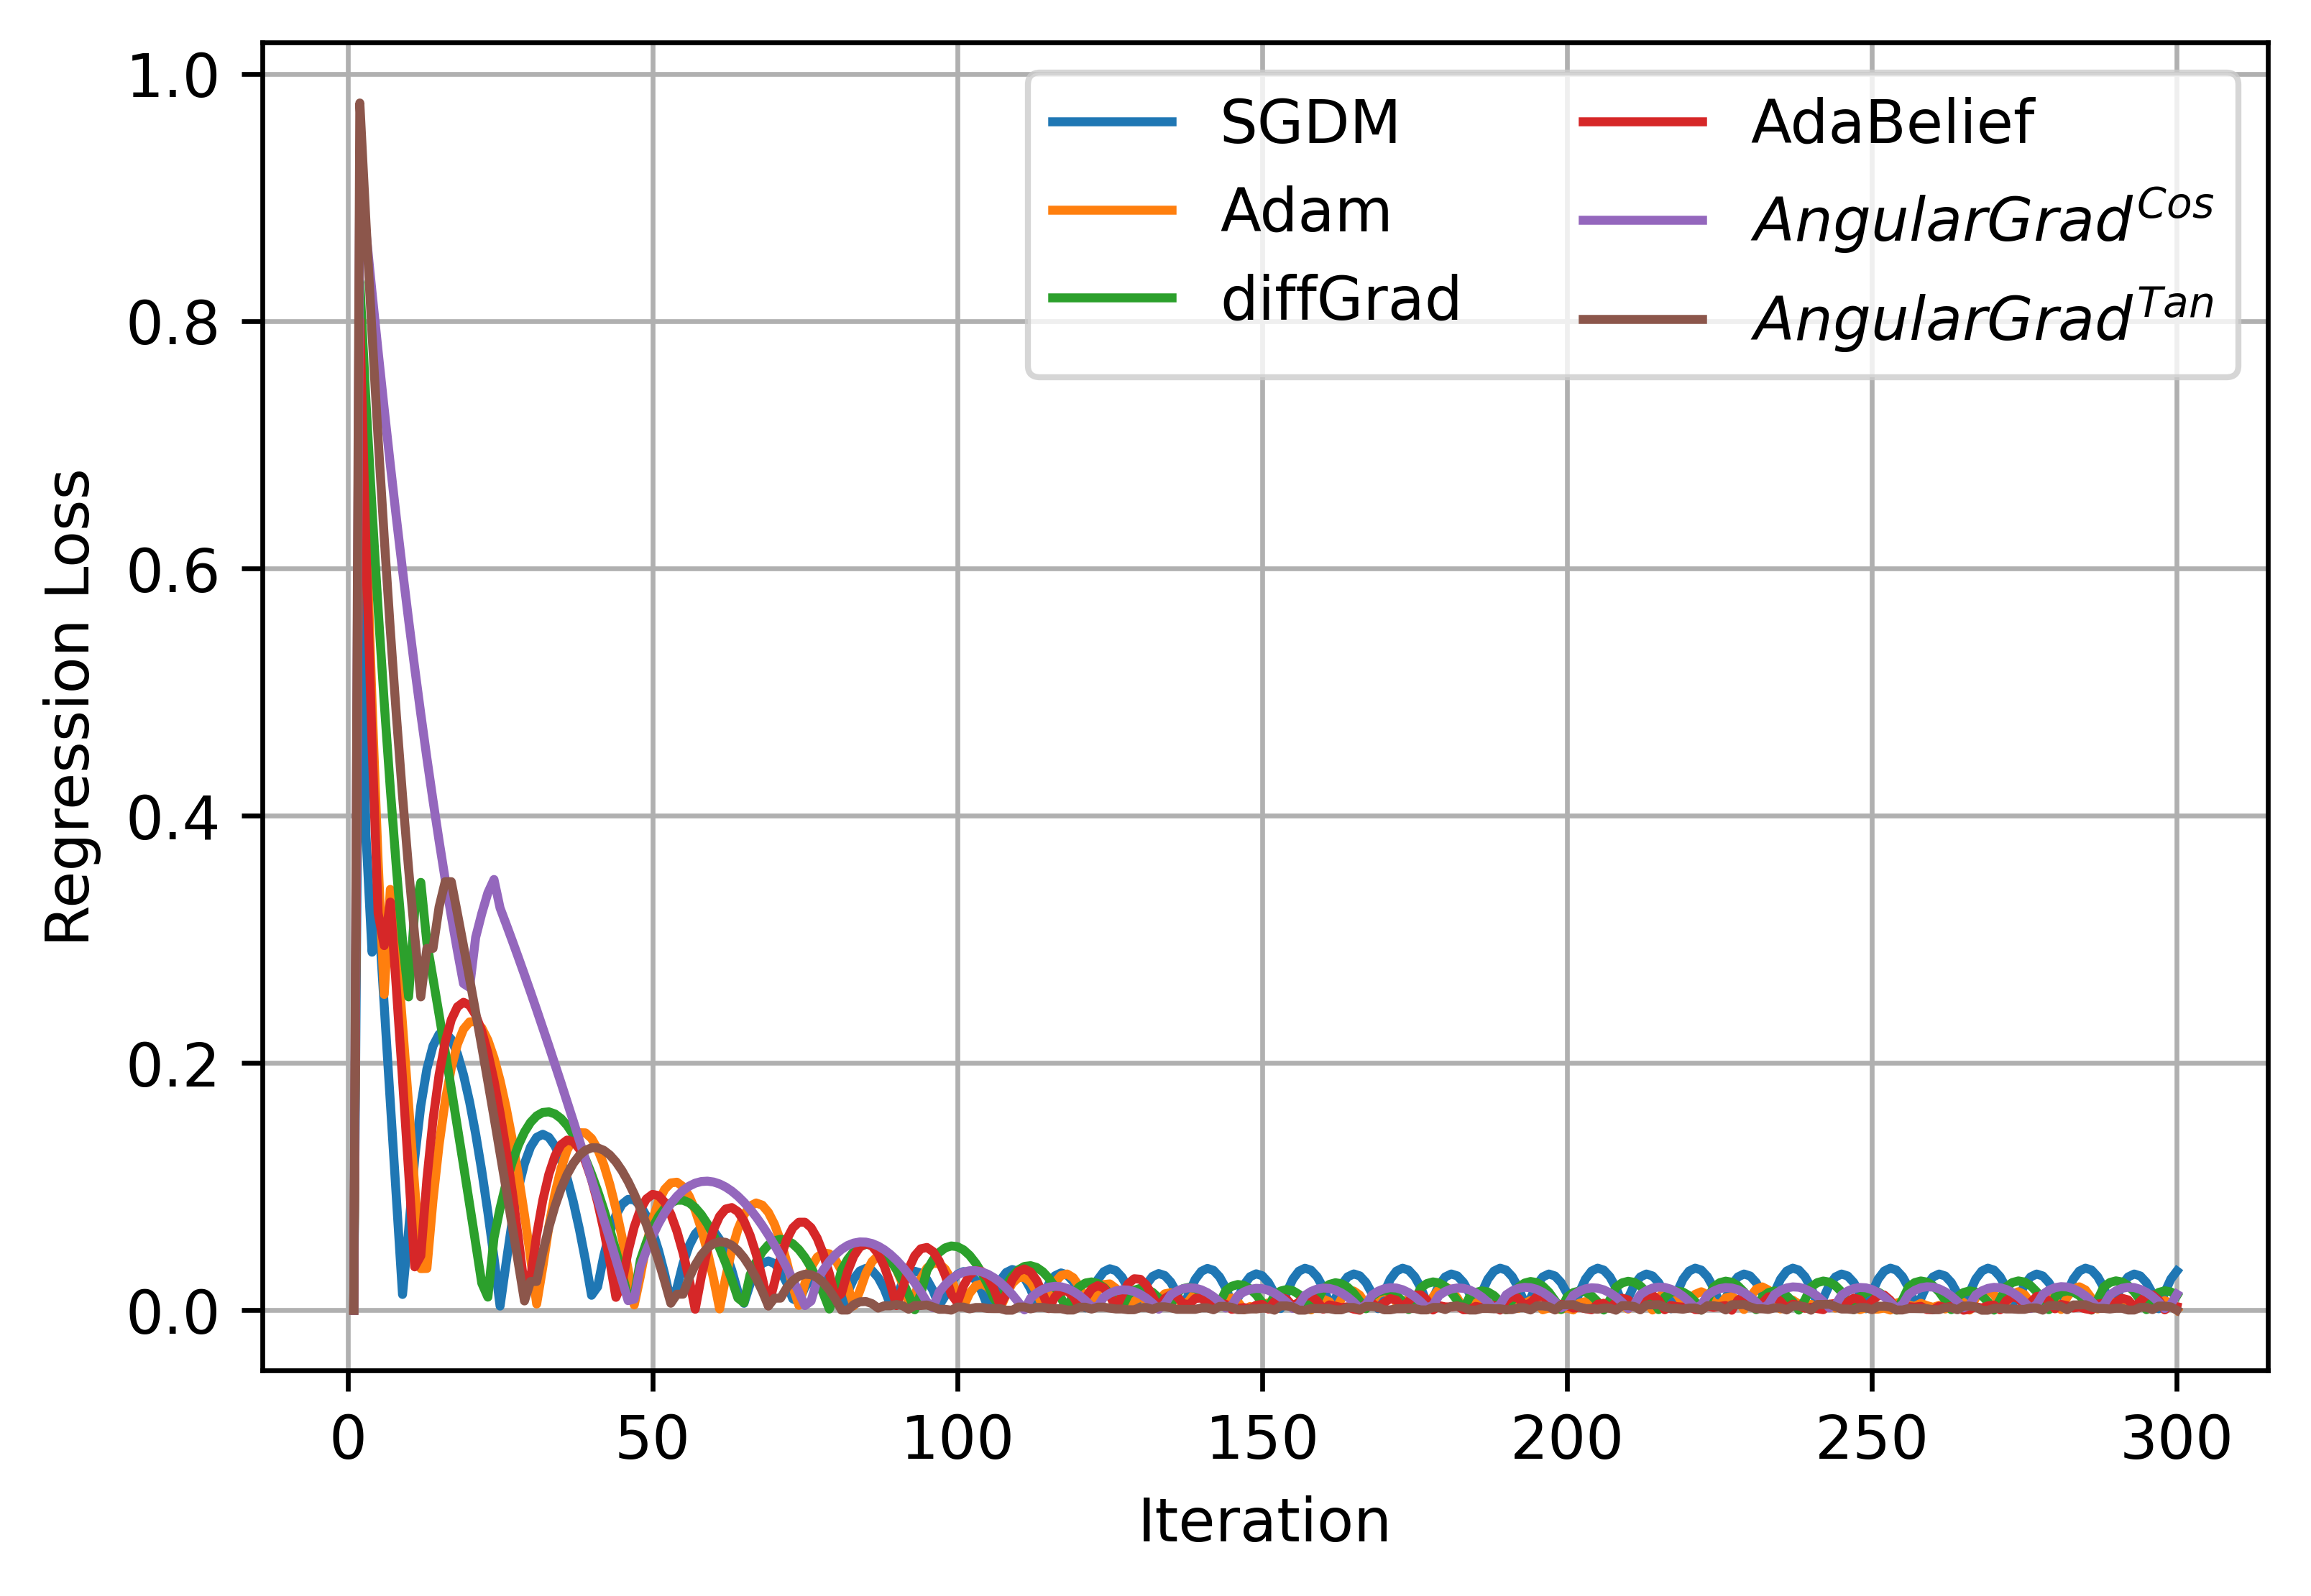 1.0
0.8
0.6
0.4
0.2
0.0
Regression Loss
SGDM
Adam
diffGrad
AdaBelief
AngularGrad^Cos
AngularGrad^Tan
0 50 100 150 200 250 300
Iteration